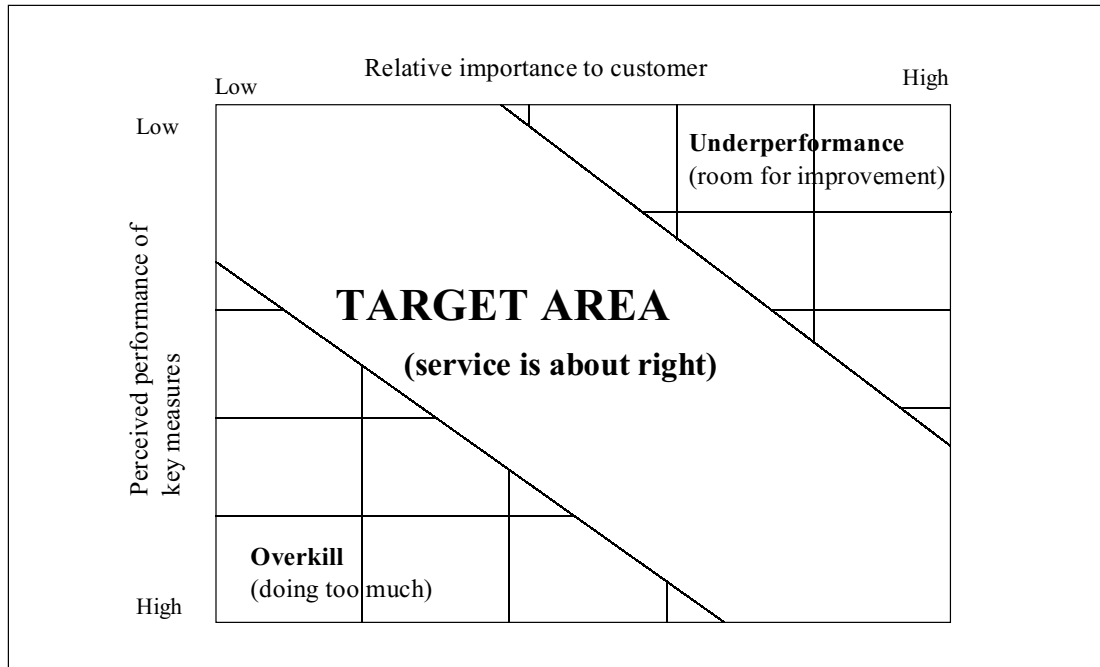 Relative importance to customer
Low
High
Low
Underperformance
(room for improvement)
Perceived performance of
key measures
TARGET AREA
(service is about right)
Overkill
(doing too much)
High